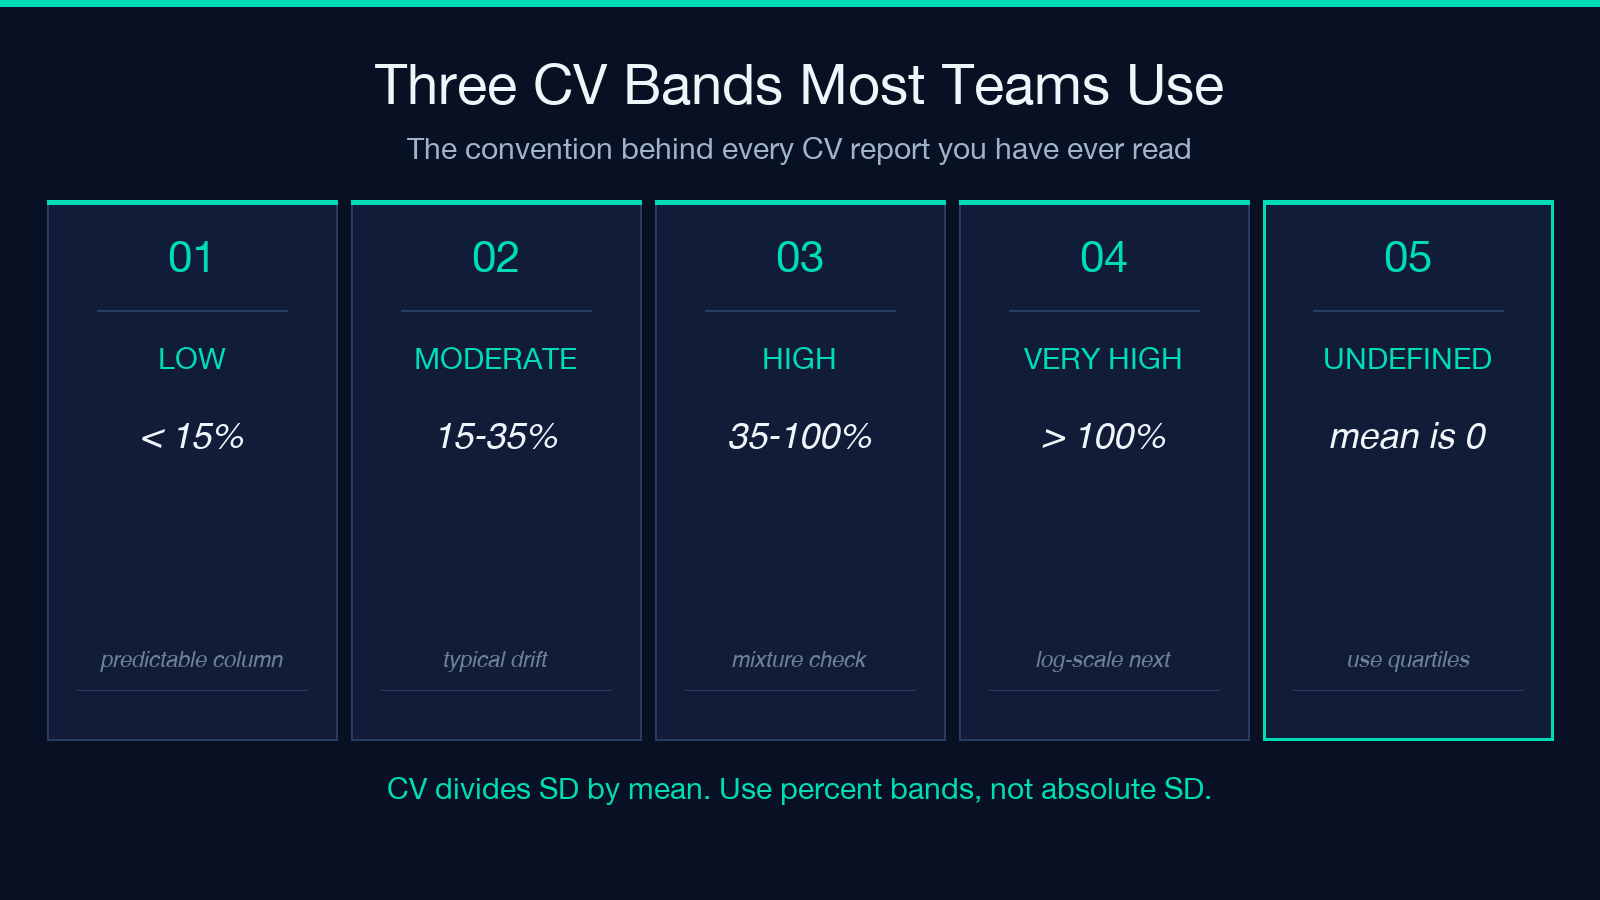 Three CV Bands Most Teams Use
The convention behind every CV report you have ever read
01
LOW
< 15%
predictable column
02
MODERATE
15-35%
typical drift
03
HIGH
35-100%
mixture check
04
VERY HIGH
> 100%
log-scale next
05
UNDEFINED
mean is 0
use quartiles
CV divides SD by mean. Use percent bands, not absolute SD.